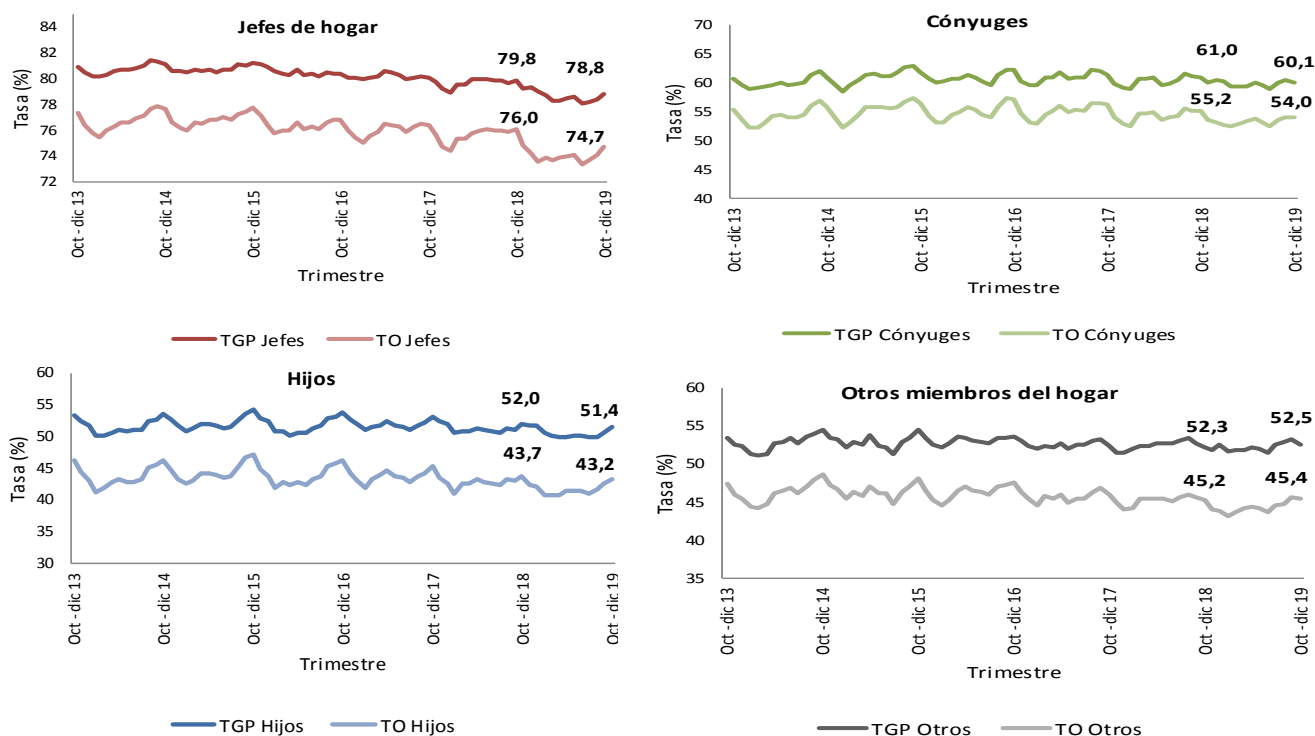 Jefes de hogar
Tasa (%)
84
82
80
78
76
74
72
79,8
78,8
76,0
74,7
Oct - dic 13
Oct - dic 14
Oct - dic 15
Oct - dic 16
Oct - dic 17
Oct - dic 18
Oct - dic 19
Trimestre
TGP Jefes
TO Jefes
Cónyuges
Tasa (%)
70
65
60
55
50
45
40
61,0
60,1
55,2
54,0
Oct - dic 13
Oct - dic 14
Oct - dic 15
Oct - dic 16
Oct - dic 17
Oct - dic 18
Oct - dic 19
Trimestre
TGP Cónyuges
TO Cónyuges
Hijos
Tasa (%)
60
55
50
45
40
35
30
52,0
51,4
43,7
43,2
Oct - dic 13
Oct - dic 14
Oct - dic 15
Oct - dic 16
Oct - dic 17
Oct - dic 18
Oct - dic 19
Trimestre
TGP Hijos
TO Hijos
Otros miembros del hogar
Tasa (%)
60
55
50
45
40
35
52,3
52,5
45,2
45,4
Oct - dic 13
Oct - dic 14
Oct - dic 15
Oct - dic 16
Oct - dic 17
Oct - dic 18
Oct - dic 19
Trimestre
TGP Otros
TO Otros